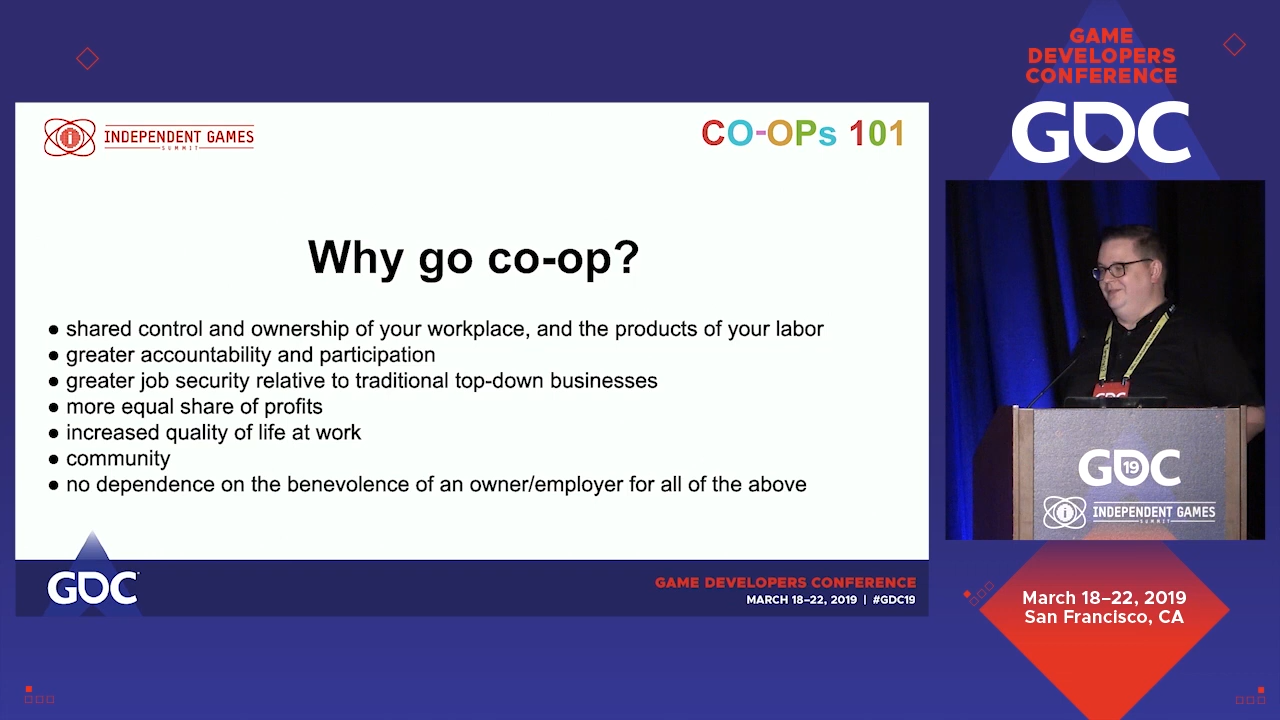 GAME
DEVELOPERS
CONFERENCE
GDC
INDEPENDENT GAMES
SUMMIT
CO-OPs 101
Why go co-op?
● shared control and ownership of your workplace, and the products of your labor
● greater accountability and participation
● greater job security relative to traditional top-down businesses
● more equal share of profits
● increased quality of life at work
● community
● no dependence on the benevolence of an owner/employer for all of the above
GDC
GAME DEVELOPERS CONFERENCE
MARCH 18–22, 2019 | #GDC19
GDC
GDC
19
INDEPENDENT GAMES
SUMMIT
March 18–22, 2019
San Francisco, CA